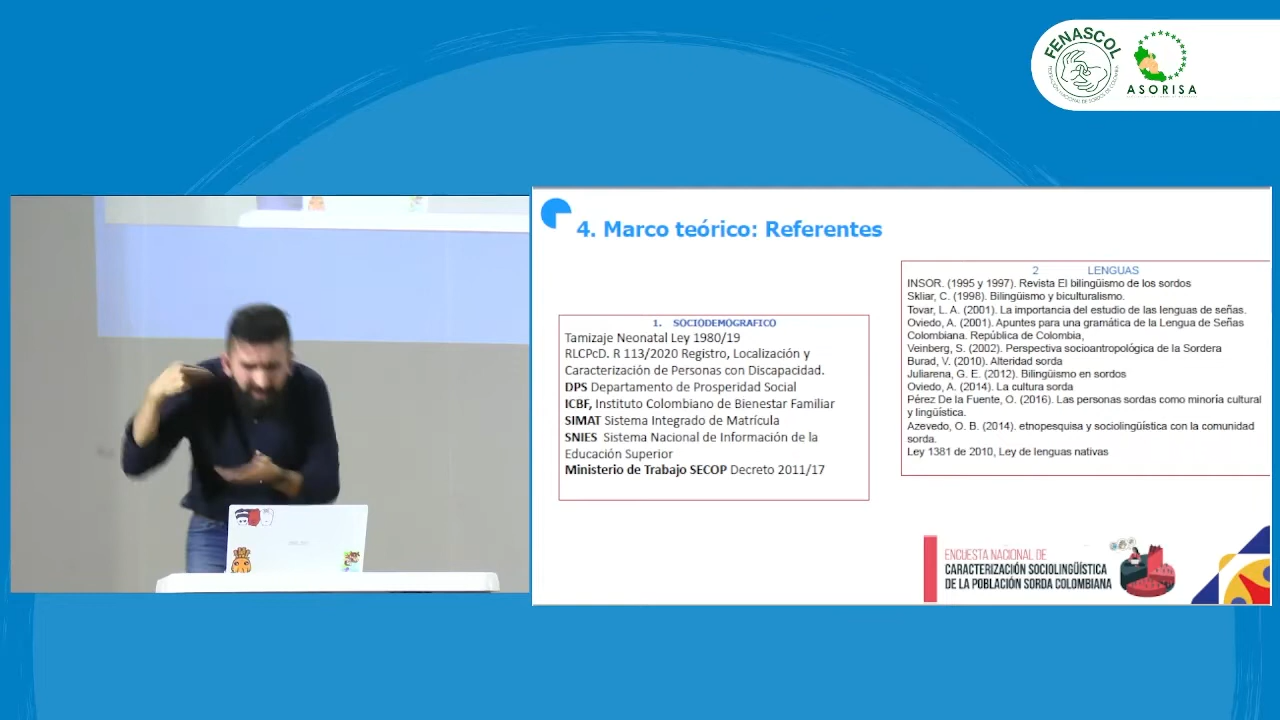 FENASCOL
FEDERACIÓN NACIONAL DE SORDOS DE COLOMBIA
ASORISA
4. Marco teórico: Referentes
1. SOCIODEMOGRAFICO
Tamizaje Neonatal Ley 1980/19
RLCPcD. R 113/2020 Registro, Localización y
Caracterización de Personas con Discapacidad.
DPS Departamento de Prosperidad Social
ICBF, Instituto Colombiano de Bienestar Familiar
SIMAT Sistema Integrado de Matrícula
SNIES Sistema Nacional de Información de la
Educación Superior
Ministerio de Trabajo SECOP Decreto 2011/17
2 LENGUAS
INSOR. (1995 y 1997). Revista El bilingüismo de los sordos
Skliar, C. (1998). Bilingüismo y biculturalismo.
Tovar, L. A. (2001). La importancia del estudio de las lenguas de señas.
Oviedo, A. (2001). Apuntes para una gramática de la Lengua de Señas
Colombiana. República de Colombia,
Veinberg, S. (2002). Perspectiva socioantropológica de la Sordera
Burad, V. (2010). Alteridad sorda
Juliarena, G. E. (2012). Bilingüismo en sordos
Oviedo, A. (2014). La cultura sorda
Pérez De la Fuente, O. (2016). Las personas sordas como minoría cultural
y lingüística.
Azevedo, O. B. (2014). etnopesquisa y sociolingüística con la comunidad
sorda.
Ley 1381 de 2010, Ley de lenguas nativas
ENCUESTA NACIONAL DE
CARACTERIZACIÓN SOCIOLINGÜÍSTICA
DE LA POBLACIÓN SORDA COLOMBIANA